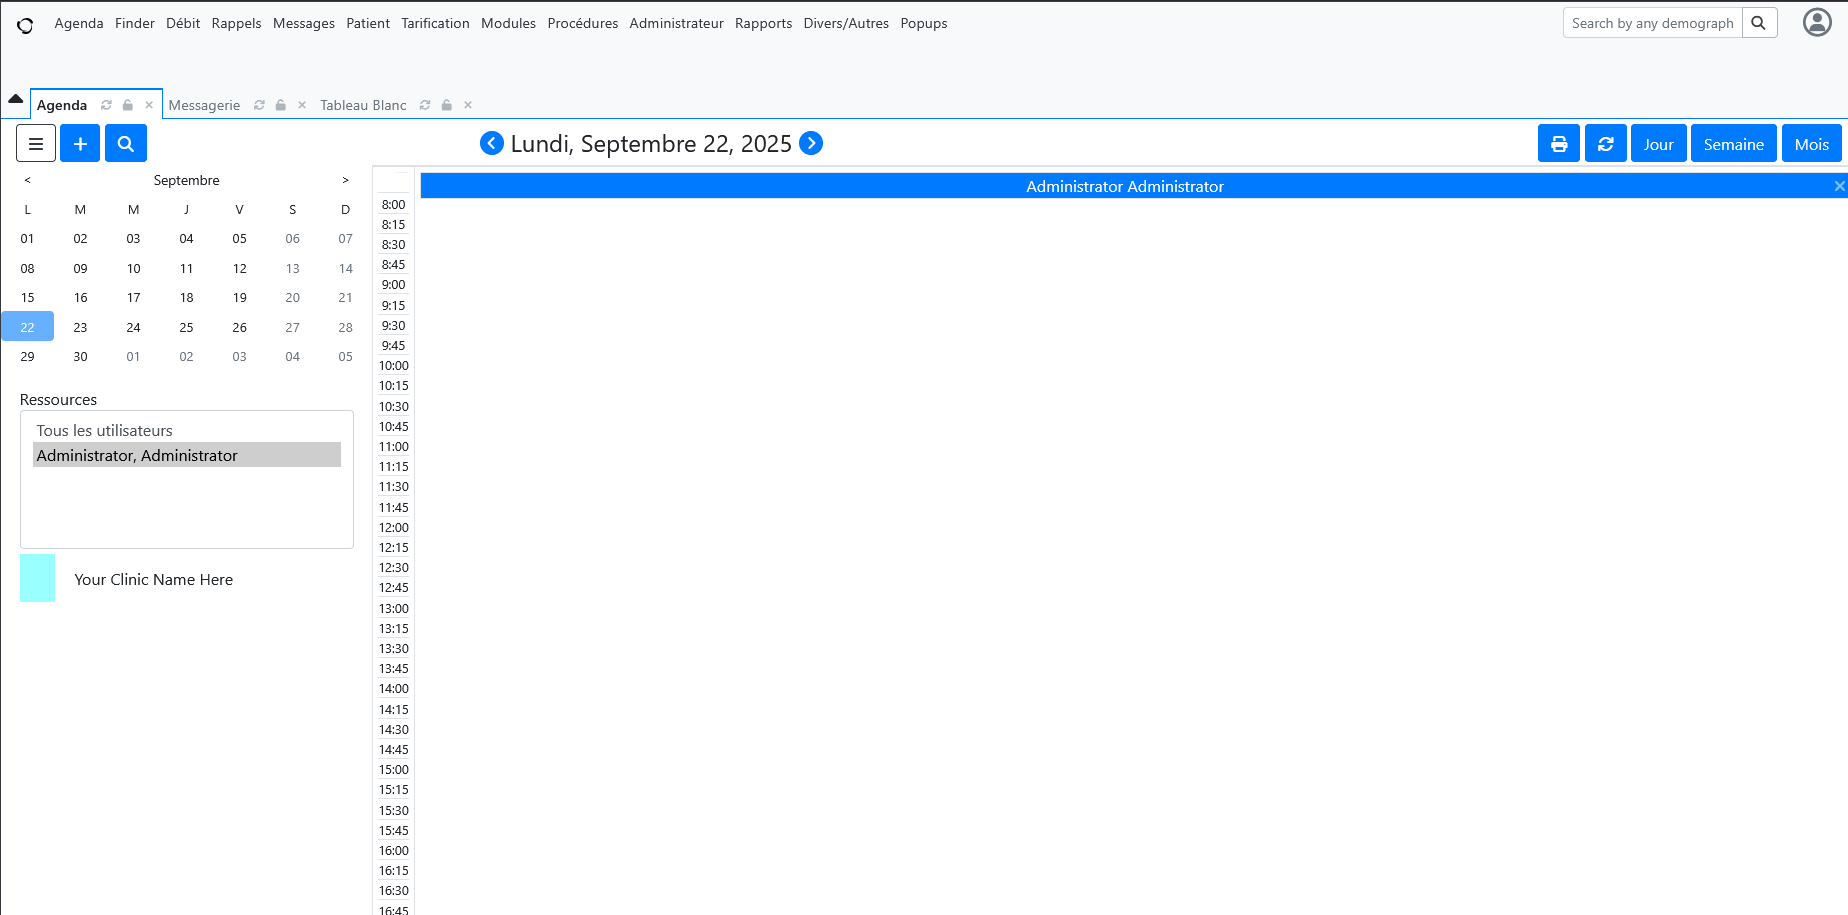 Agenda Finder Débit Rappels Messages Patient Tarification Modules Procédures Administrateur Rapports Divers/Autres Popups
Search by any demograph
Agenda Messagerie Tableau Blanc
Lundi, Septembre 22, 2025
Jour Semaine Mois
< Septembre >
L M M J V S D
01 02 03 04 05 06 07
08 09 10 11 12 13 14
15 16 17 18 19 20 21
22 23 24 25 26 27 28
29 30 01 02 03 04 05
Ressources
Tous les utilisateurs
Administrator, Administrator
Your Clinic Name Here
Administrator Administrator
8:00
8:15
8:30
8:45
9:00
9:15
9:30
9:45
10:00
10:15
10:30
10:45
11:00
11:15
11:30
11:45
12:00
12:15
12:30
12:45
13:00
13:15
13:30
13:45
14:00
14:15
14:30
14:45
15:00
15:15
15:30
15:45
16:00
16:15
16:30
16:45